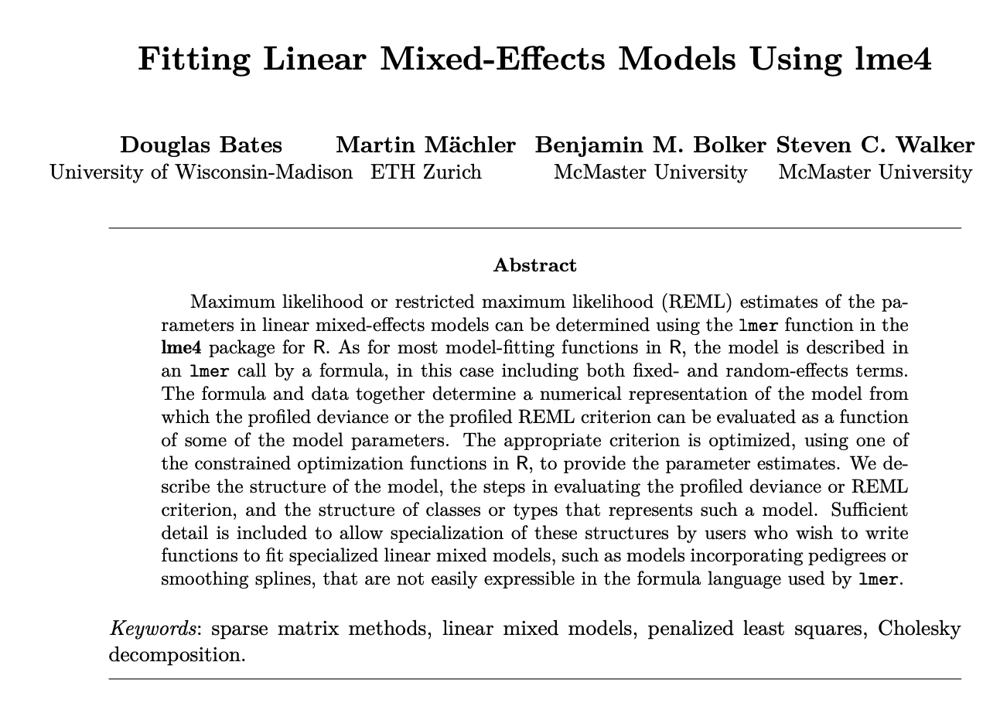 Fitting Linear Mixed-Effects Models Using lme4
Douglas Bates Martin Mächler Benjamin M. Bolker Steven C. Walker
University of Wisconsin-Madison ETH Zurich McMaster University McMaster University
Abstract
Maximum likelihood or restricted maximum likelihood (REML) estimates of the pa-
rameters in linear mixed-effects models can be determined using the lmer function in the
lme4 package for R. As for most model-fitting functions in R, the model is described in
an lmer call by a formula, in this case including both fixed- and random-effects terms.
The formula and data together determine a numerical representation of the model from
which the profiled deviance or the profiled REML criterion can be evaluated as a function
of some of the model parameters. The appropriate criterion is optimized, using one of
the constrained optimization functions in R, to provide the parameter estimates. We de-
scribe the structure of the model, the steps in evaluating the profiled deviance or REML
criterion, and the structure of classes or types that represents such a model. Sufficient
detail is included to allow specialization of these structures by users who wish to write
functions to fit specialized linear mixed models, such as models incorporating pedigrees or
smoothing splines, that are not easily expressible in the formula language used by lmer.
Keywords: sparse matrix methods, linear mixed models, penalized least squares, Cholesky
decomposition.